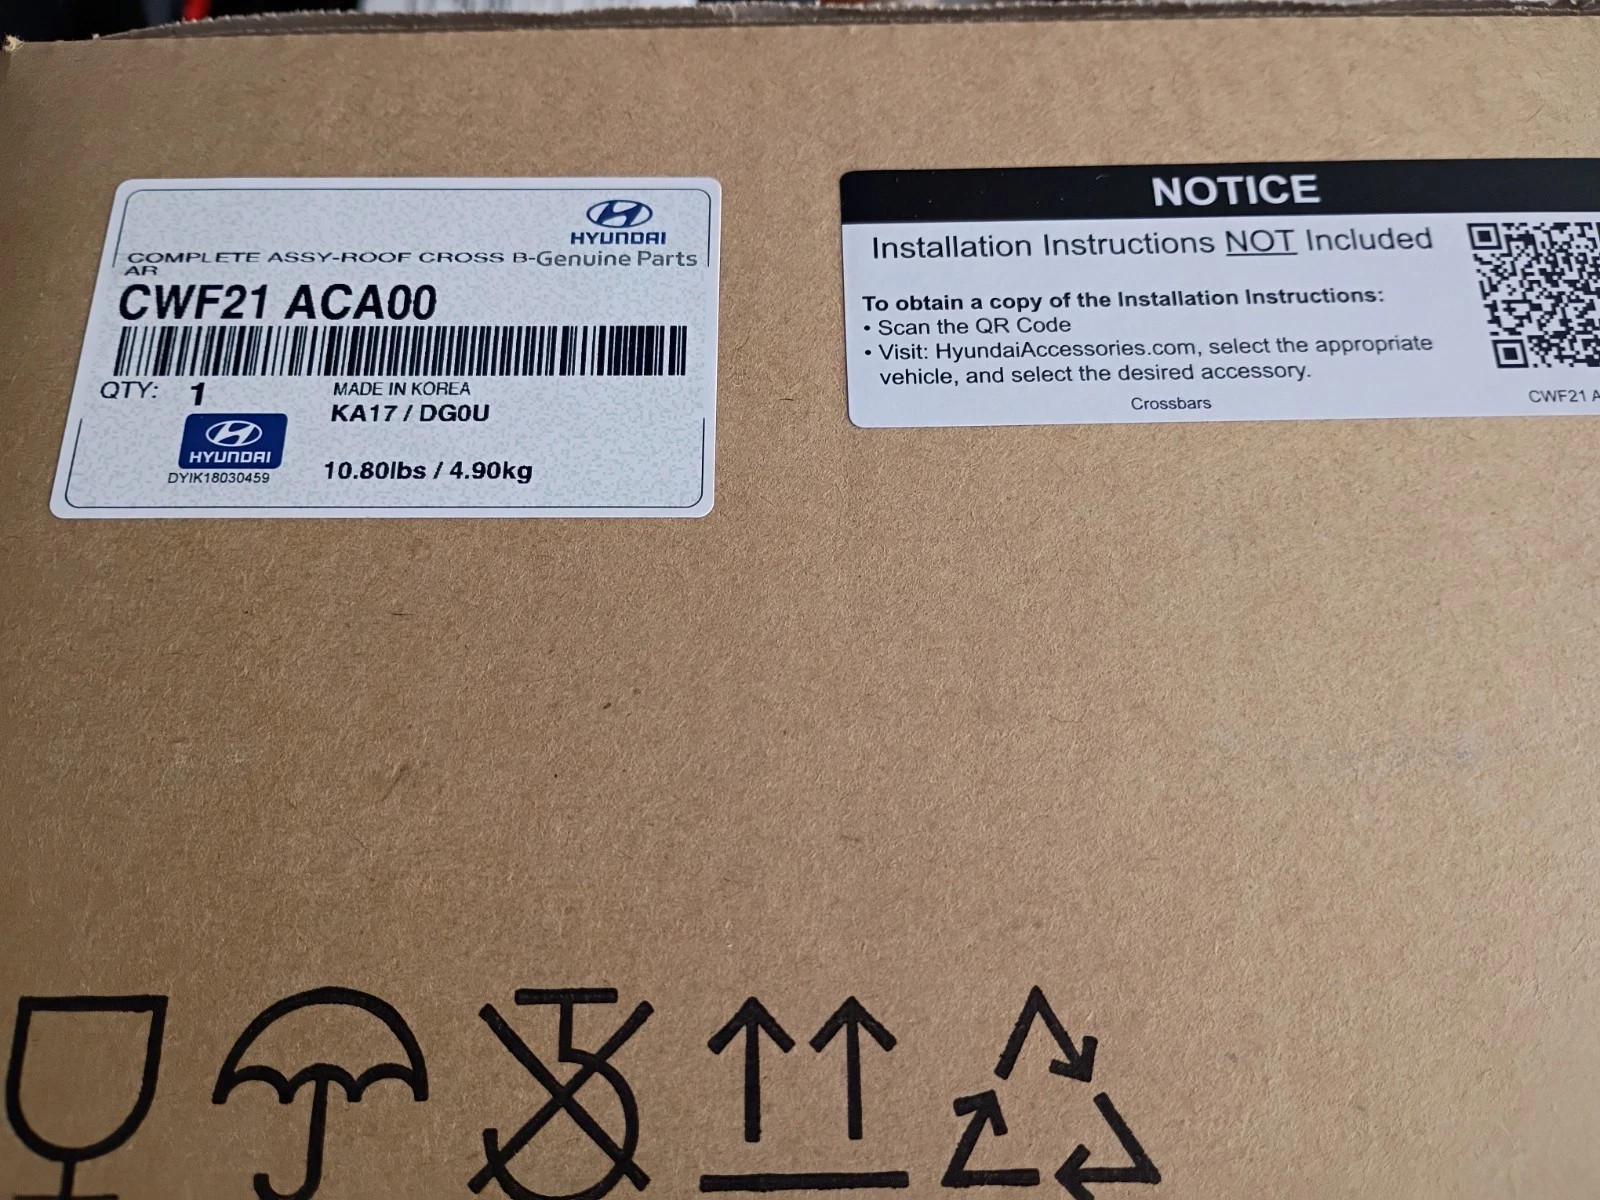 HYUNDAI
COMPLETE ASSY-ROOF CROSS B-Genuine Parts
AR
CWF21 ACA00
QTY: 1
MADE IN KOREA
KA17 / DG0U
HYUNDAI
DYIK18030459
10.80lbs / 4.90kg
NOTICE
Installation Instructions NOT Included
To obtain a copy of the Installation Instructions:
• Scan the QR Code
• Visit: HyundaiAccessories.com, select the appropriate
vehicle, and select the desired accessory.
Crossbars
CWF21 A